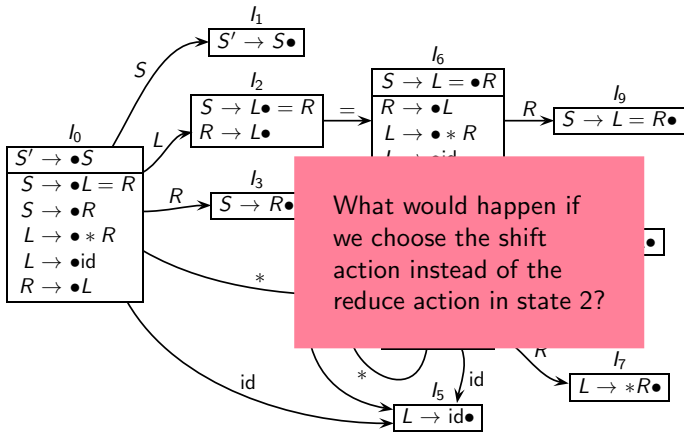 I₁
S′ → S•
S
I₆
S → L = •R
R → •L
L → • ∗ R
I₂
S → L• = R
R → L•
=
R
I₉
S → L = R•
I₀
S′ → •S
S → •L = R
S → •R
L → • ∗ R
L → •id
R → •L
L
R
I₃
S → R•
What would happen if
we choose the shift
action instead of the
reduce action in state 2?
∗
id
∗
id
R
I₇
L → ∗R•
I₅
L → id•